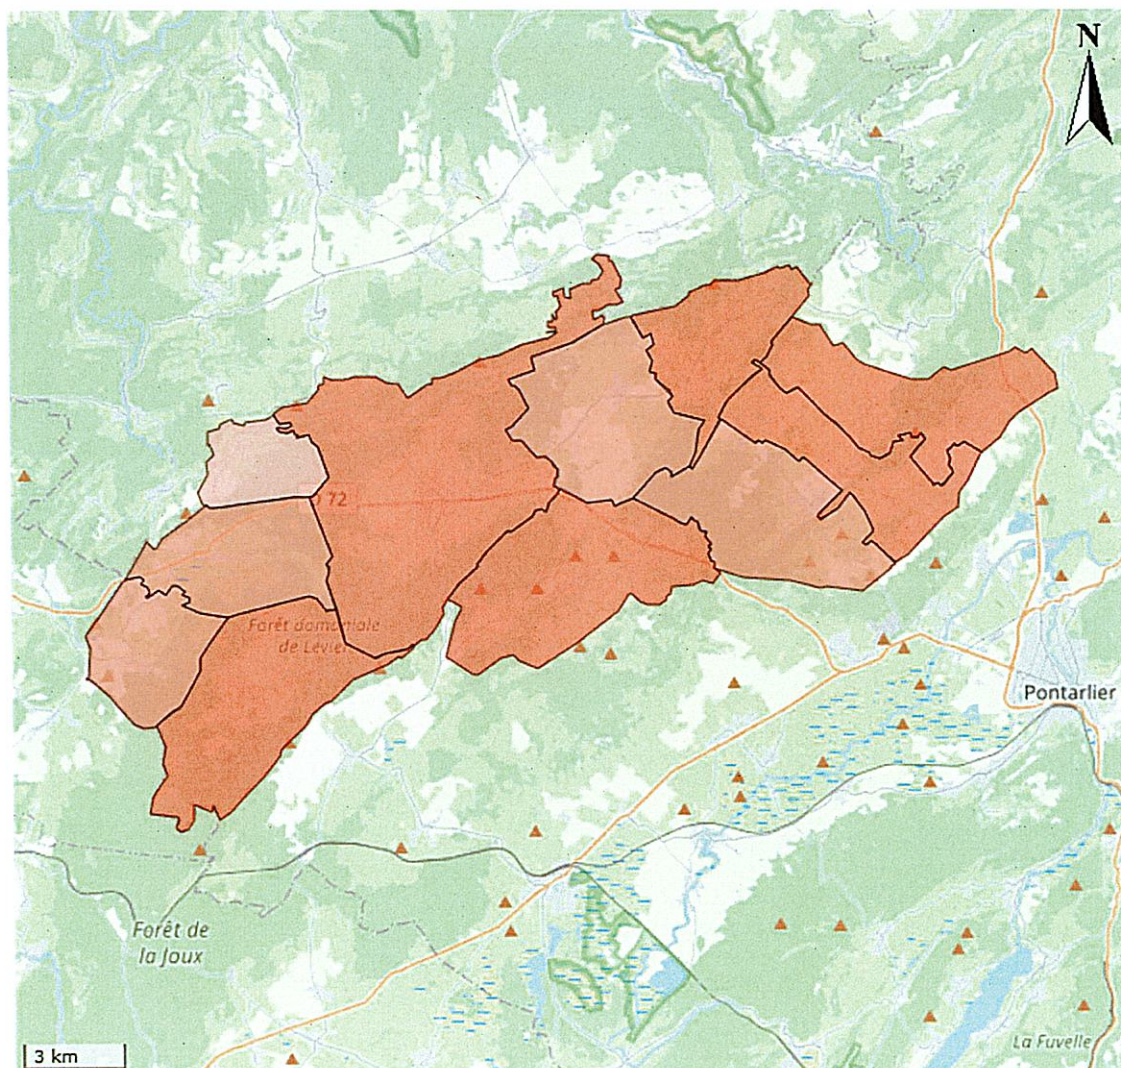 N
72
Forêt domaniale
de Levier
Pontarlier
Forêt de
la Joux
La Fuvelle
3 km